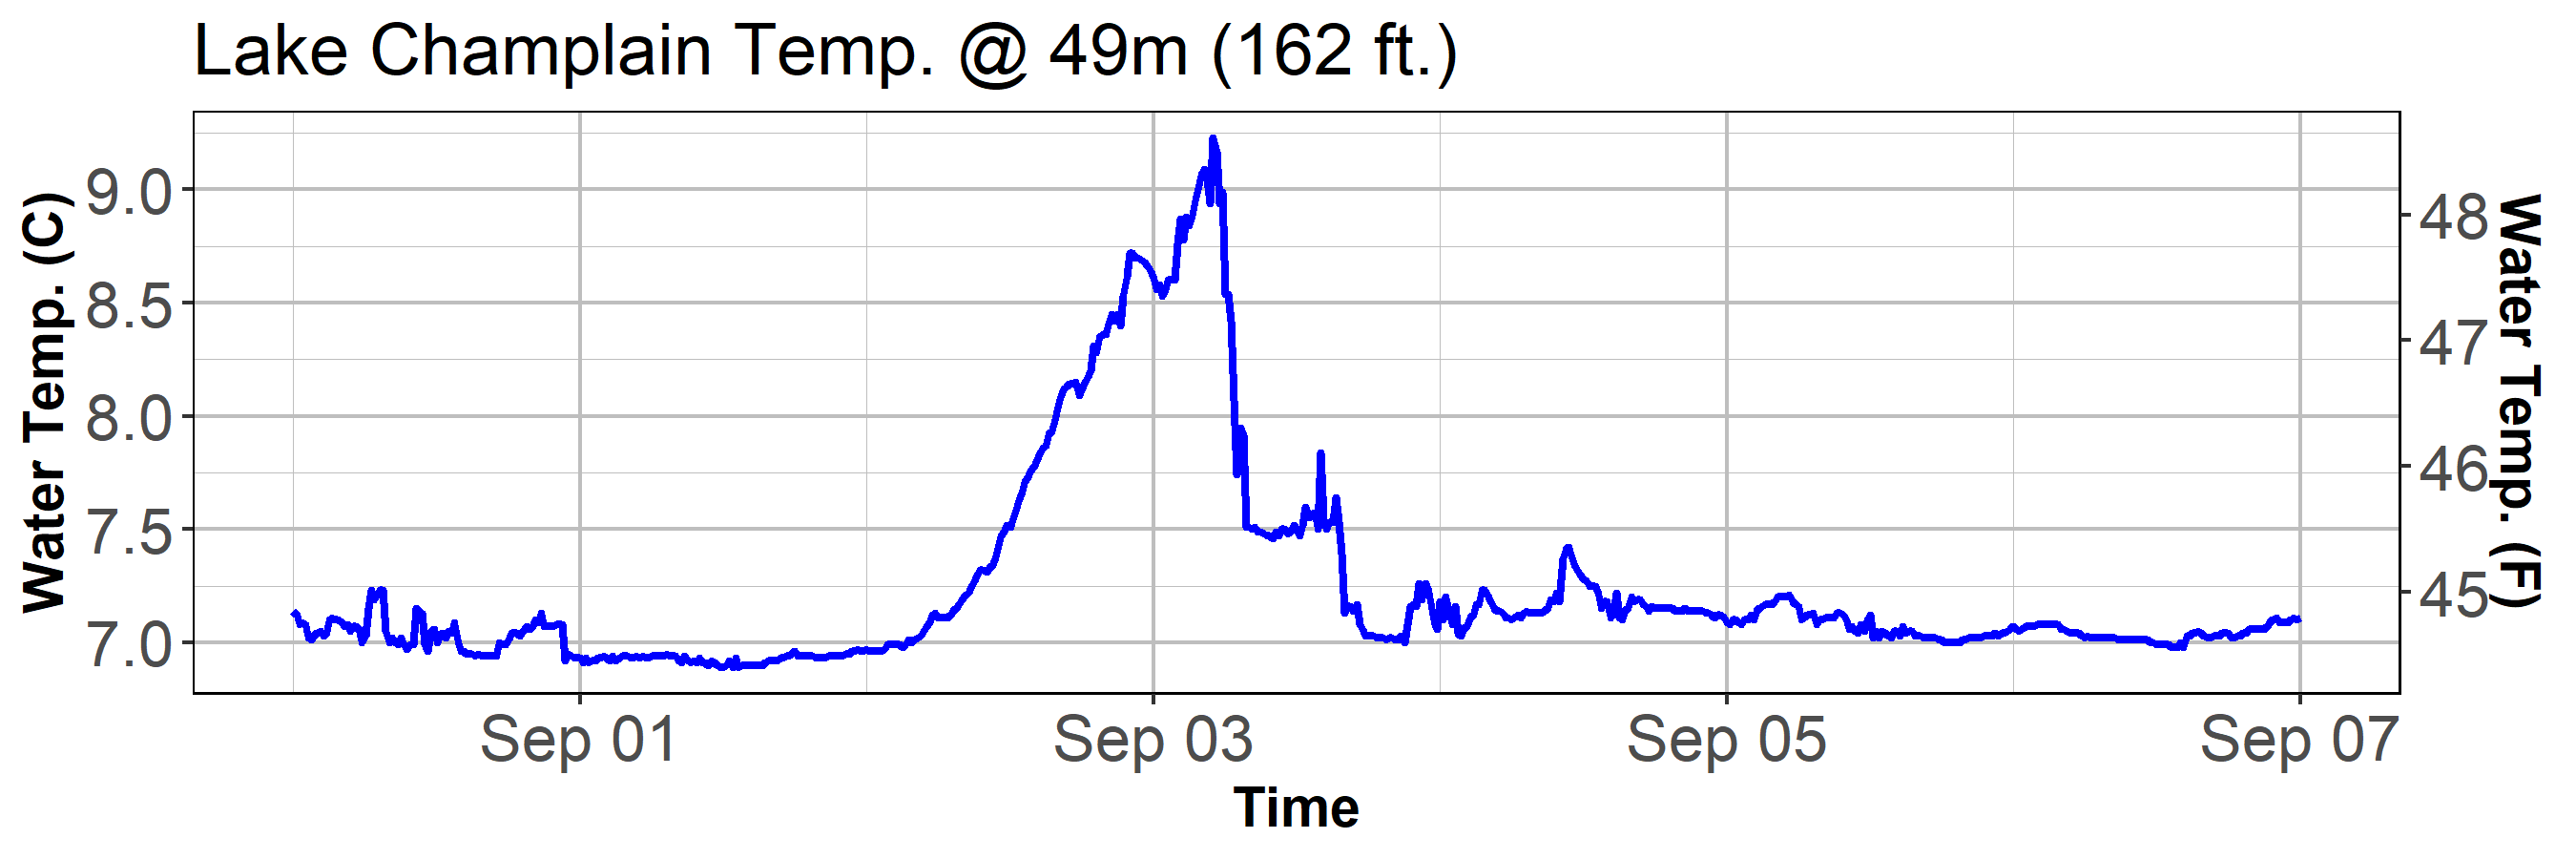 Lake Champlain Temp. @ 49m (162 ft.)
Water Temp. (C)
9.0
8.5
8.0
7.5
7.0
48
47
46
45
Water Temp. (F)
Sep 01 Sep 03 Sep 05 Sep 07
Time